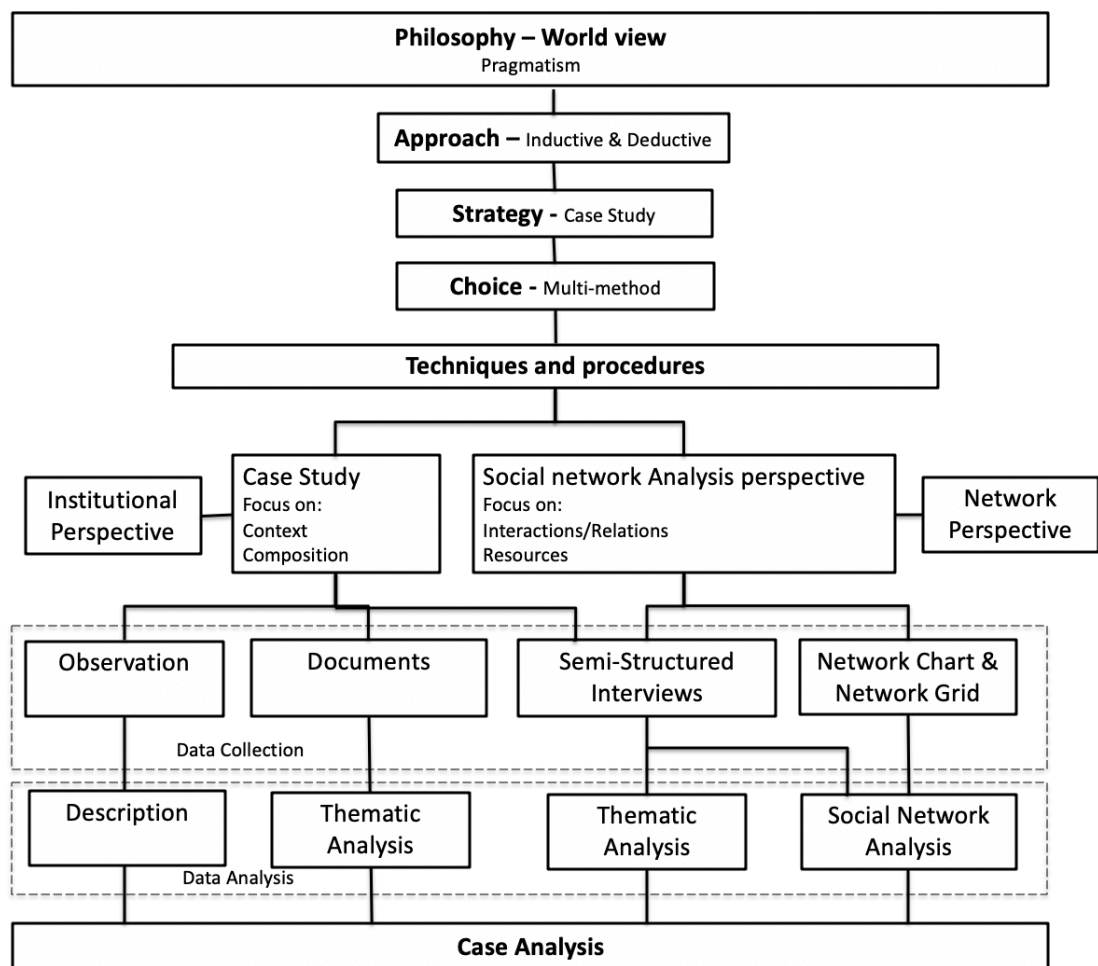 Philosophy – World view
Pragmatism
Approach – Inductive & Deductive
Strategy - Case Study
Choice - Multi-method
Techniques and procedures
Institutional
Perspective
Case Study
Focus on:
Context
Composition
Social network Analysis perspective
Focus on:
Interactions/Relations
Resources
Network
Perspective
Observation
Documents
Semi-Structured
Interviews
Network Chart &
Network Grid
Data Collection
Description
Thematic
Analysis
Thematic
Analysis
Social Network
Analysis
Data Analysis
Case Analysis